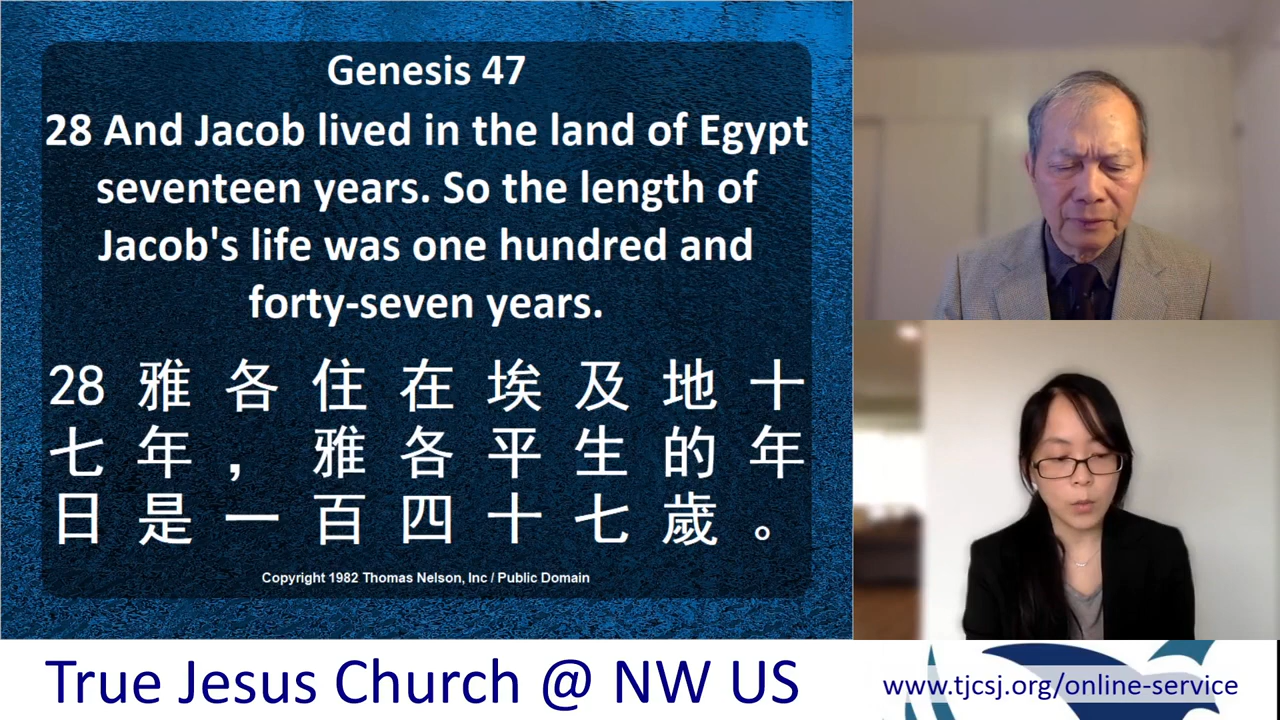 Genesis 47
28 And Jacob lived in the land of Egypt
seventeen years. So the length of
Jacob's life was one hundred and
forty-seven years.
28 雅各住在埃及地十
七年，雅各平生的年
日是一百四十七歲。
Copyright 1982 Thomas Nelson, Inc / Public Domain
True Jesus Church @ NW US
www.tjcsj.org/online-service